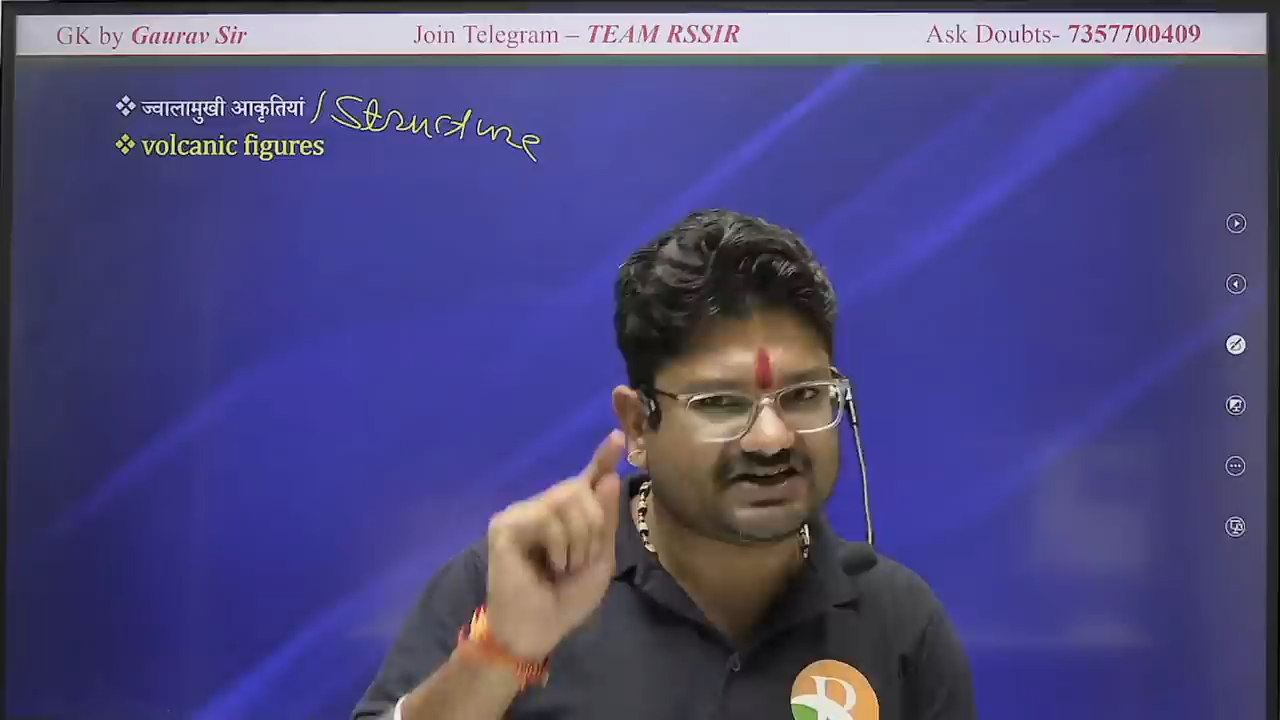 GK by Gaurav Sir Join Telegram – TEAM RSSIR Ask Doubts- 7357700409
❖ ज्वालामुखी आकृतियां / Structure
❖ volcanic figures